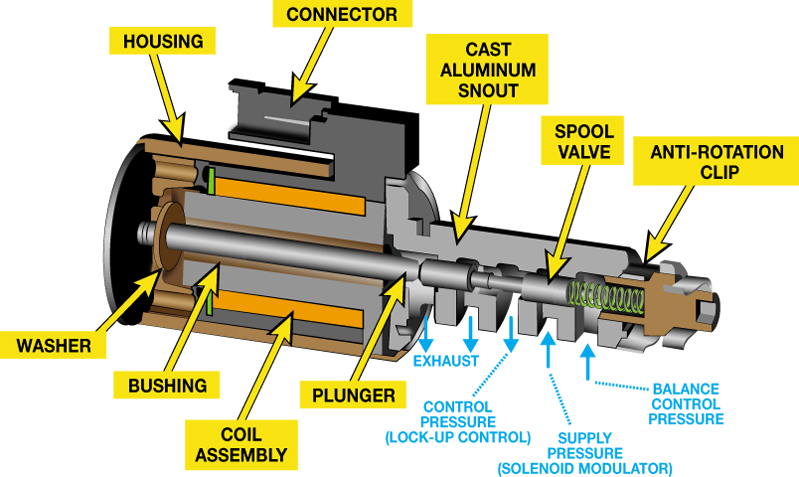 CONNECTOR
HOUSING
CAST
ALUMINUM
SNOUT
SPOOL
VALVE
ANTI-ROTATION
CLIP
WASHER
BUSHING
COIL
ASSEMBLY
PLUNGER
EXHAUST
CONTROL
PRESSURE
(LOCK-UP CONTROL)
SUPPLY
PRESSURE
(SOLENOID MODULATOR)
BALANCE
CONTROL
PRESSURE